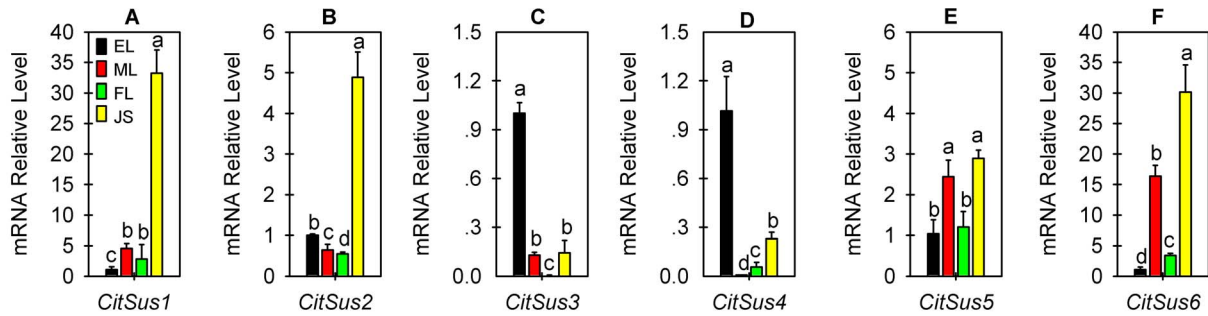 A
mRNA Relative Level
40
35
30
25
20
15
10
5
0
EL
ML
FL
JS
c
b
b
a
CitSus1
B
mRNA Relative Level
6
5
4
3
2
1
0
b
c
d
a
CitSus2
C
mRNA Relative Level
1.5
1.2
.9
.6
.3
0.0
a
b
c
b
CitSus3
D
mRNA Relative Level
1.5
1.2
.9
.6
.3
0.0
a
d
c
b
CitSus4
E
mRNA Relative Level
6
5
4
3
2
1
0
b
a
b
a
CitSus5
F
mRNA Relative Level
40
35
30
25
20
15
10
5
0
d
b
c
a
CitSus6